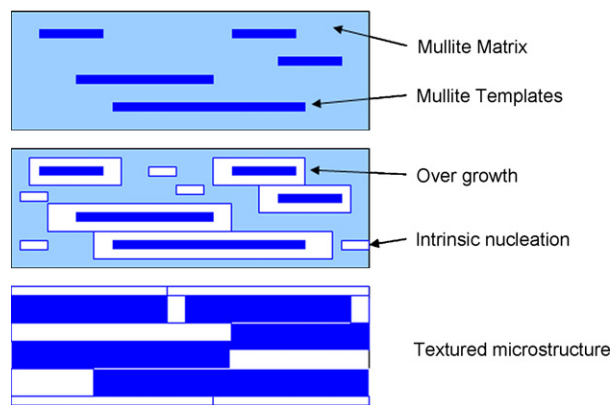 Mullite Matrix
Mullite Templates
Over growth
Intrinsic nucleation
Textured microstructure